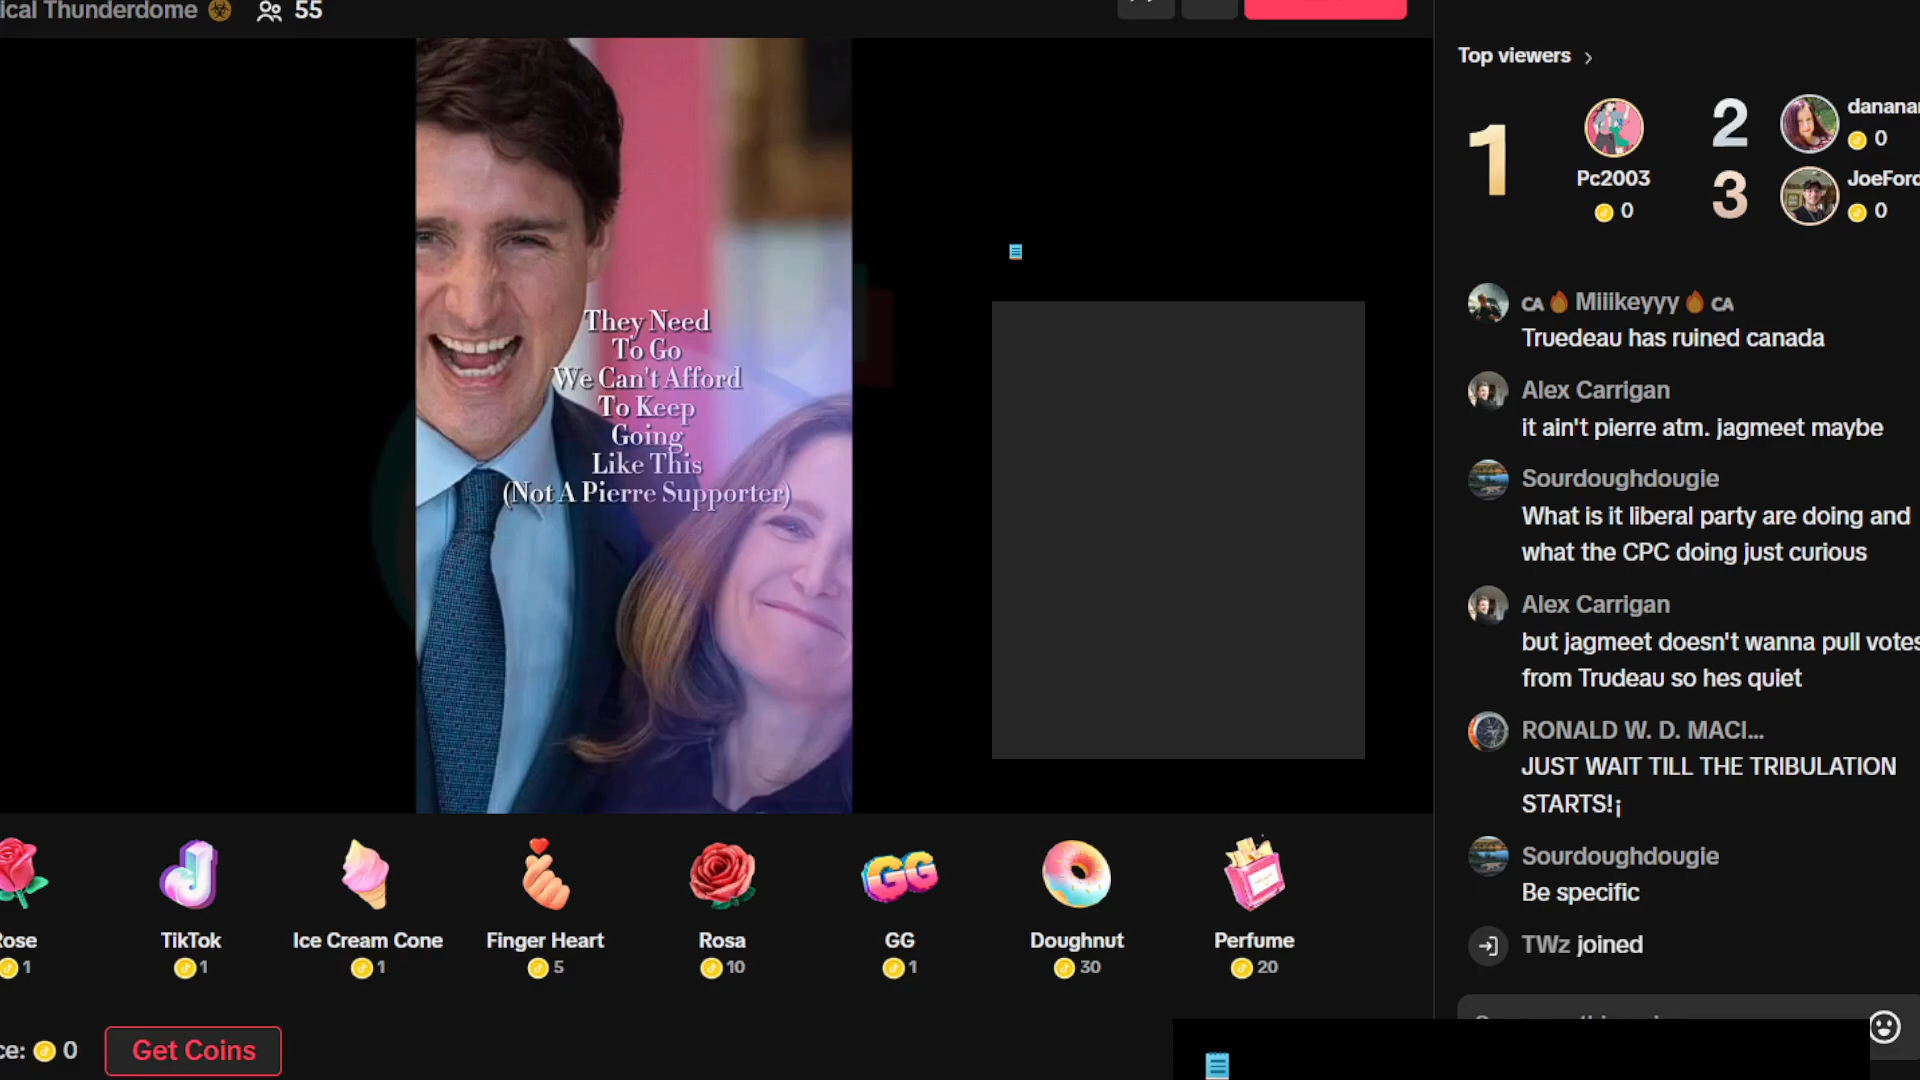 ical Thunderdome 55
Top viewers
1
Pc2003
0
2
dananar
0
3
JoeFord
0
They Need
To Go
We Can't Afford
To Keep
Going
Like This
(Not A Pierre Supporter)
CA Miiikeyyy CA
Truedeau has ruined canada
Alex Carrigan
it ain't pierre atm. jagmeet maybe
Sourdoughdougie
What is it liberal party are doing and
what the CPC doing just curious
Alex Carrigan
but jagmeet doesn't wanna pull votes
from Trudeau so hes quiet
RONALD W. D. MACI...
JUST WAIT TILL THE TRIBULATION
STARTS!¡
Sourdoughdougie
Be specific
TWz joined
Rose
1
TikTok
1
Ice Cream Cone
1
Finger Heart
5
Rosa
10
GG
GG
1
Doughnut
30
Perfume
20
ce: 0
Get Coins